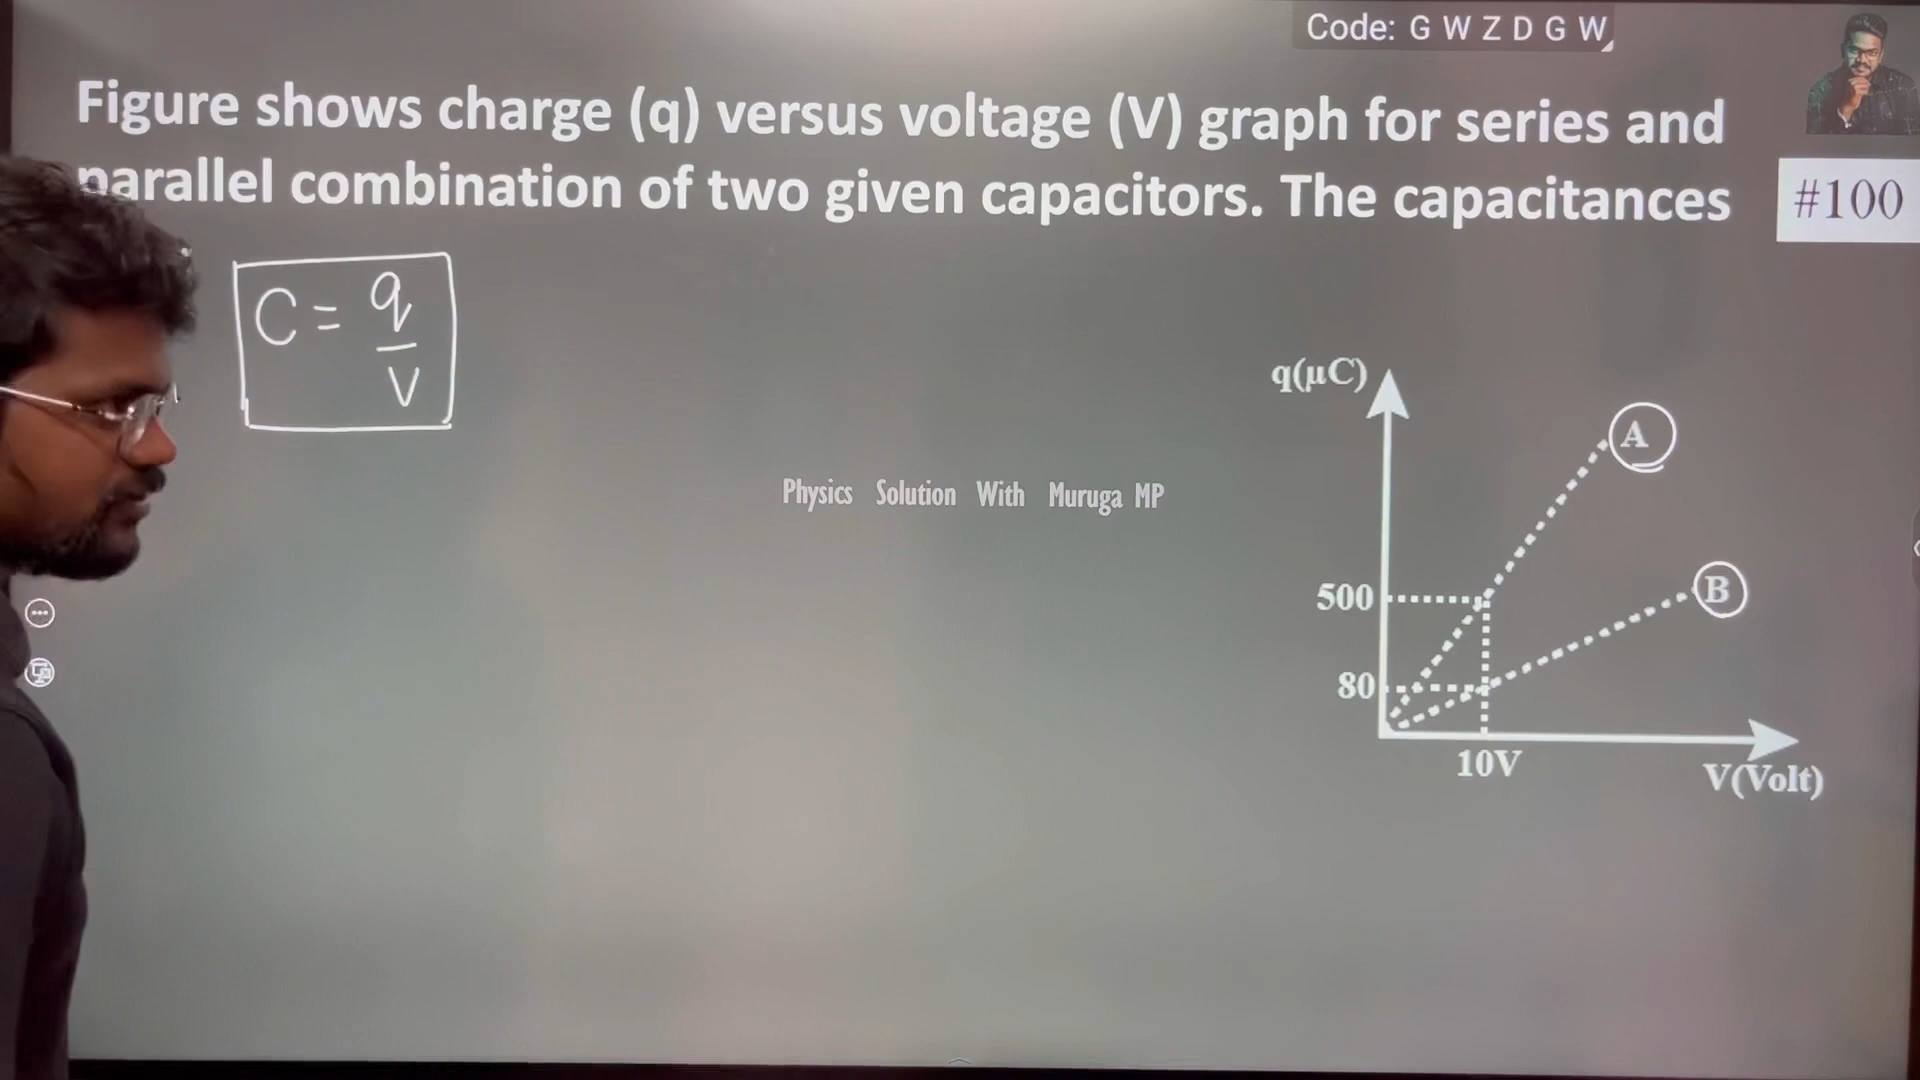 Code: G W Z D G W
Figure shows charge (q) versus voltage (V) graph for series and
parallel combination of two given capacitors. The capacitances
#100
C = q
V
q(μC)
A
Physics Solution With Muruga MP
500
B
80
10V
V(Volt)